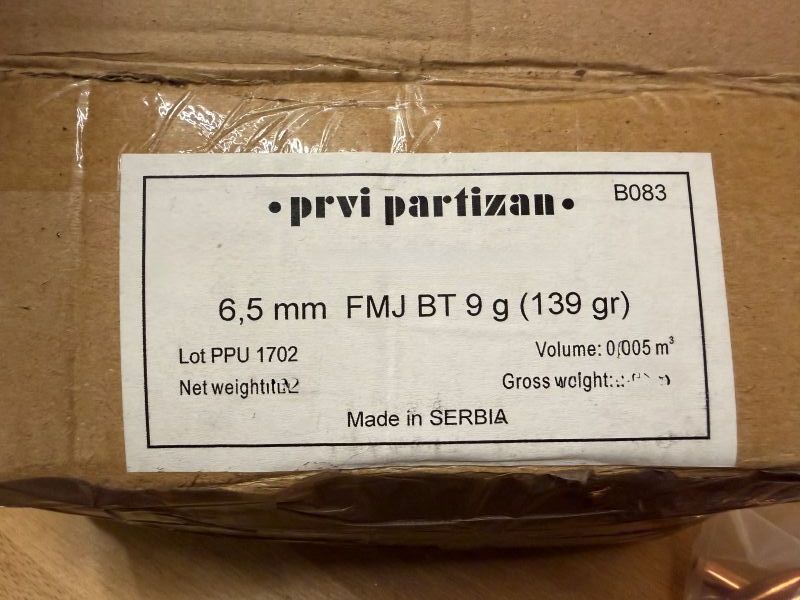 • prvi partizan •
B083
6,5 mm FMJ BT 9 g (139 gr)
Lot PPU 1702
Volume: 0,005 m³
Net weight:
Gross weight:
Made in SERBIA